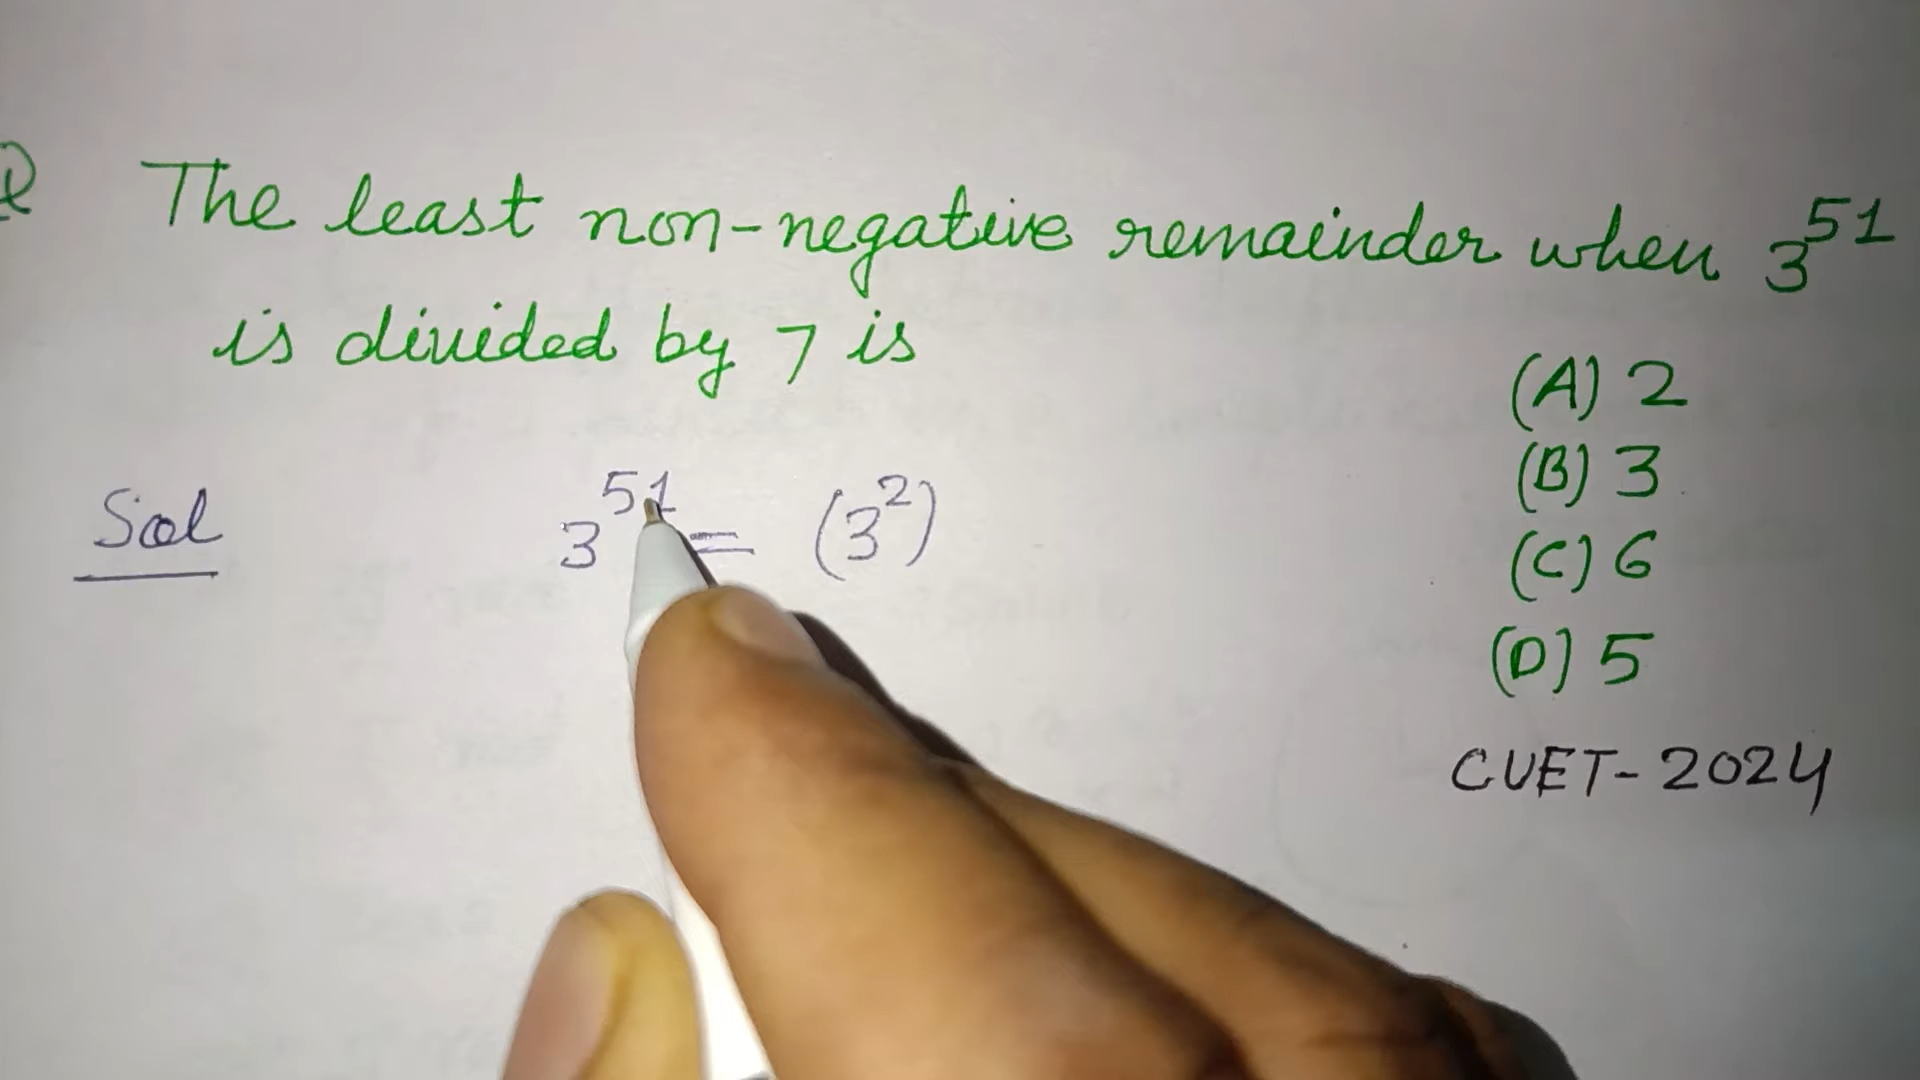 Q The least non-negative remainder when 3^51
is divided by 7 is
(A) 2
(B) 3
(C) 6
(D) 5
Sol 3^51 = (3^2)
CUET-2024